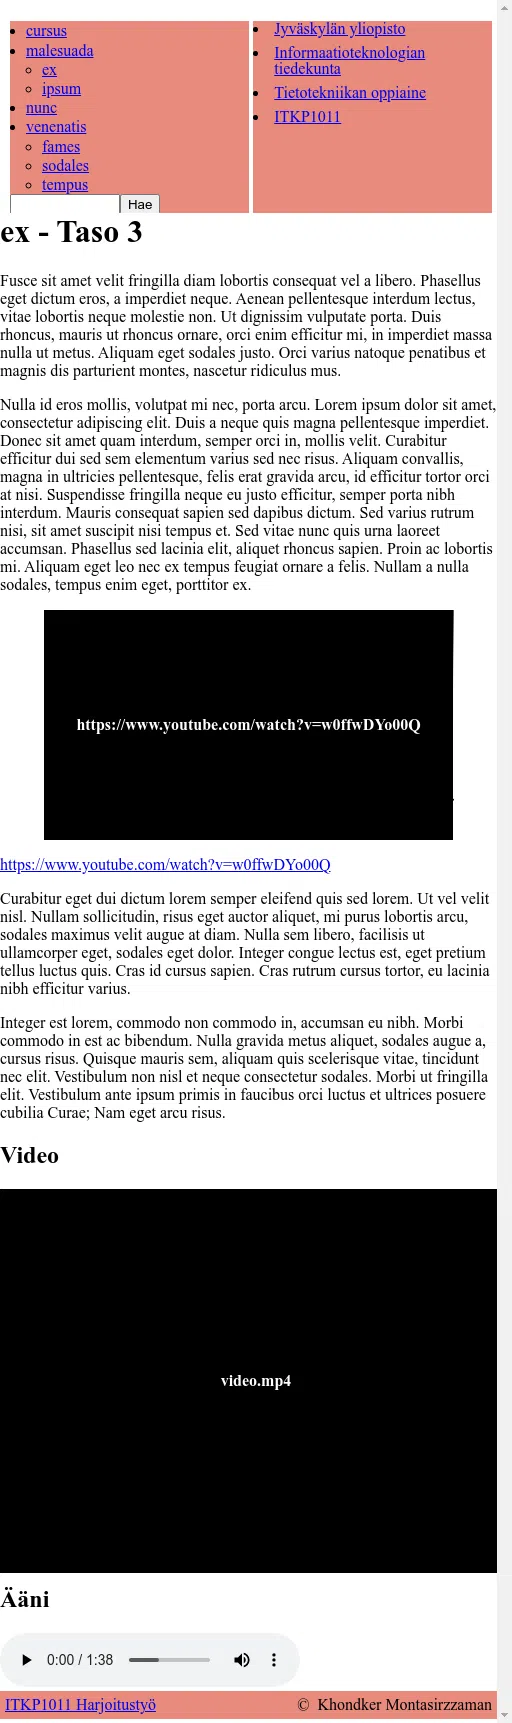 cursus
malesuada
ex
ipsum
nunc
venenatis
fames
sodales
tempus
Hae
Jyväskylän yliopisto
Informaatioteknologian
tiedekunta
Tietotekniikan oppiaine
ITKP1011
ex - Taso 3
Fusce sit amet velit fringilla diam lobortis consequat vel a libero. Phasellus
eget dictum eros, a imperdiet neque. Aenean pellentesque interdum lectus,
vitae lobortis neque molestie non. Ut dignissim vulputate porta. Duis
rhoncus, mauris ut rhoncus ornare, orci enim efficitur mi, in imperdiet massa
nulla ut metus. Aliquam eget sodales justo. Orci varius natoque penatibus et
magnis dis parturient montes, nascetur ridiculus mus.
Nulla id eros mollis, volutpat mi nec, porta arcu. Lorem ipsum dolor sit amet,
consectetur adipiscing elit. Duis a neque quis magna pellentesque imperdiet.
Donec sit amet quam interdum, semper orci in, mollis velit. Curabitur
efficitur dui sed sem elementum varius sed nec risus. Aliquam convallis,
magna in ultricies pellentesque, felis erat gravida arcu, id efficitur tortor orci
at nisi. Suspendisse fringilla neque eu justo efficitur, semper porta nibh
interdum. Mauris consequat sapien sed dapibus dictum. Sed varius rutrum
nisi, sit amet suscipit nisi tempus et. Sed vitae nunc quis urna laoreet
accumsan. Phasellus sed lacinia elit, aliquet rhoncus sapien. Proin ac lobortis
mi. Aliquam eget leo nec ex tempus feugiat ornare a felis. Nullam a nulla
sodales, tempus enim eget, porttitor ex.
https://www.youtube.com/watch?v=w0ffwDYo00Q
https://www.youtube.com/watch?v=w0ffwDYo00Q
Curabitur eget dui dictum lorem semper eleifend quis sed lorem. Ut vel velit
nisl. Nullam sollicitudin, risus eget auctor aliquet, mi purus lobortis arcu,
sodales maximus velit augue at diam. Nulla sem libero, facilisis ut
ullamcorper eget, sodales eget dolor. Integer congue lectus est, eget pretium
tellus luctus quis. Cras id cursus sapien. Cras rutrum cursus tortor, eu lacinia
nibh efficitur varius.
Integer est lorem, commodo non commodo in, accumsan eu nibh. Morbi
commodo in est ac bibendum. Nulla gravida metus aliquet, sodales augue a,
cursus risus. Quisque mauris sem, aliquam quis scelerisque vitae, tincidunt
nec elit. Vestibulum non nisl et neque consectetur sodales. Morbi ut fringilla
elit. Vestibulum ante ipsum primis in faucibus orci luctus et ultrices posuere
cubilia Curae; Nam eget arcu risus.
Video
video.mp4
Ääni
0:00 / 1:38
ITKP1011 Harjoitustyö © Khondker Montasirzzaman